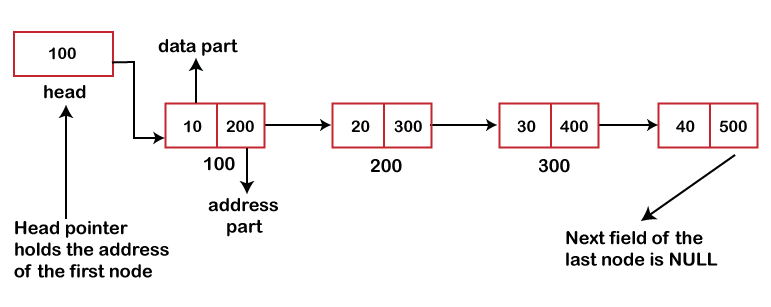 100
head
data part
10 200
100
20 300
200
30 400
300
40 500
address
part
Head pointer
holds the address
of the first node
Next field of the
last node is NULL